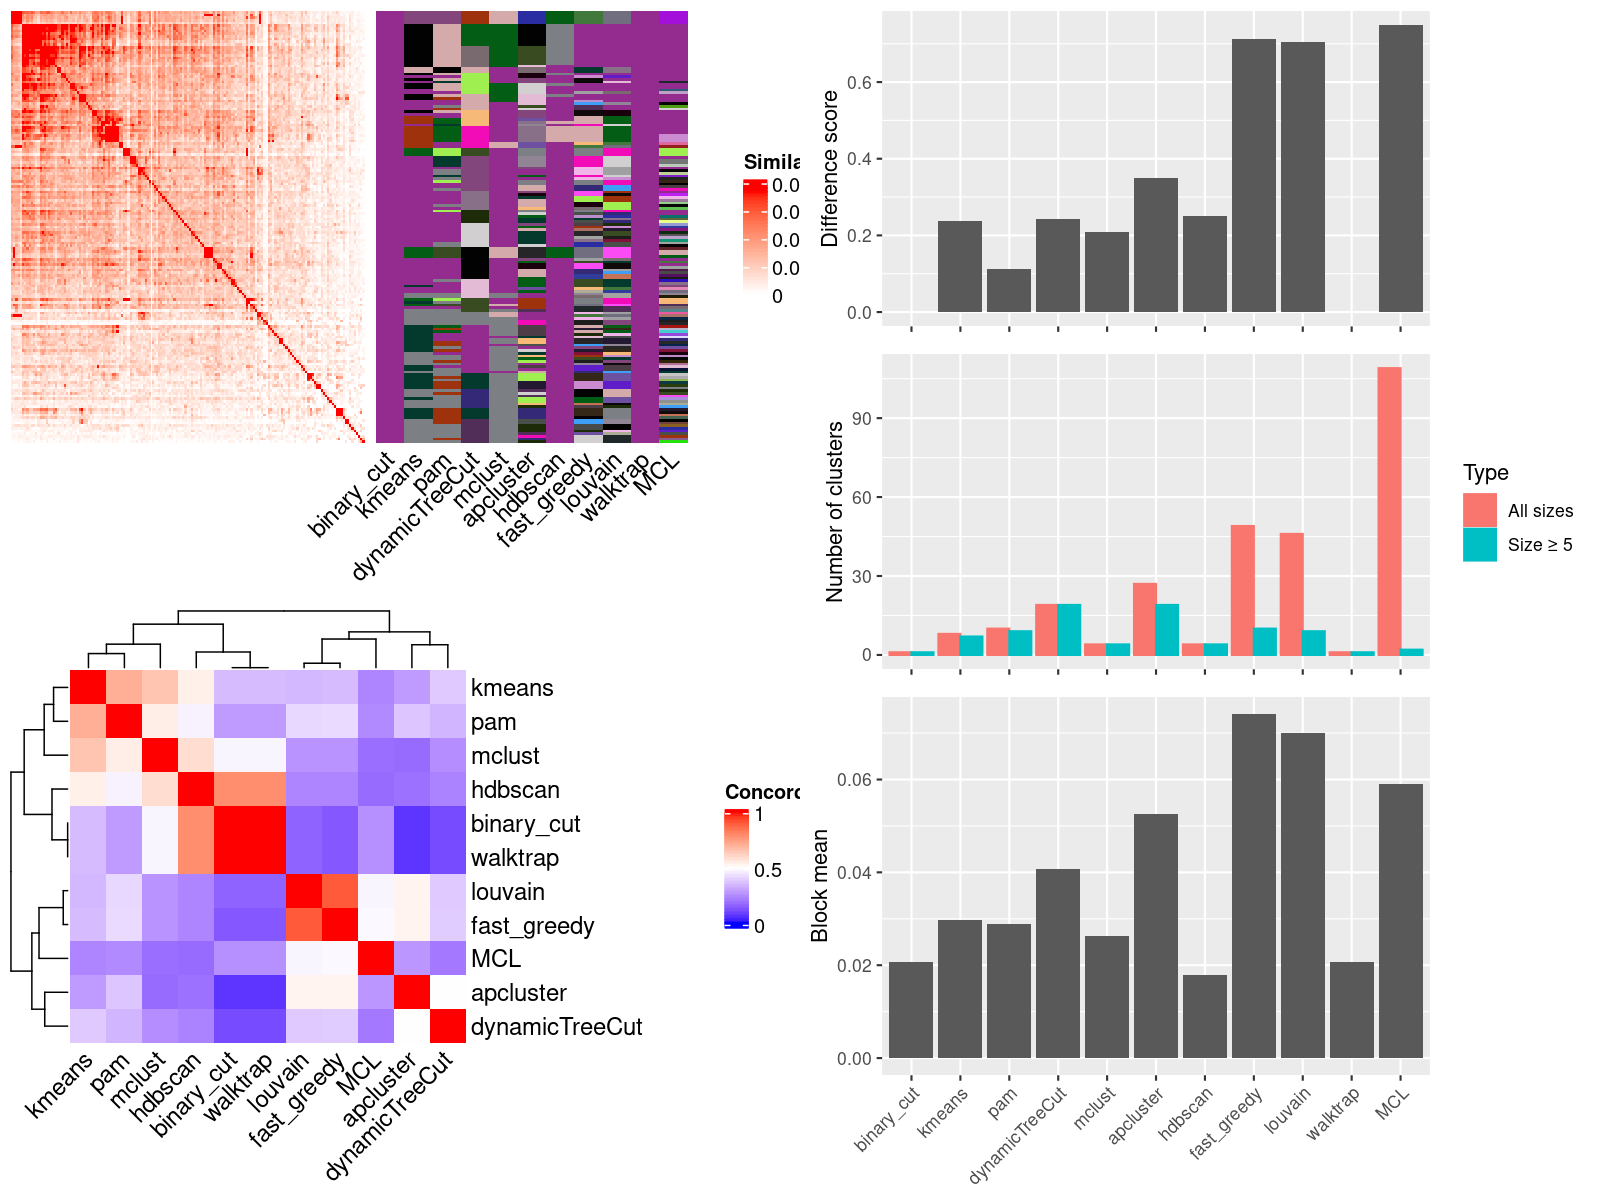 Simila
0.0
0.0
0.0
0.0
0
binary_cut
kmeans
pam
dynamicTreeCut
mclust
apcluster
hdbscan
fast_greedy
louvain
walktrap
MCL
kmeans
pam
mclust
hdbscan
binary_cut
walktrap
louvain
fast_greedy
MCL
apcluster
dynamicTreeCut
kmeans
pam
mclust
hdbscan
binary_cut
walktrap
louvain
fast_greedy
MCL
apcluster
dynamicTreeCut
Concord
1
0.5
0
Difference score
0.6
0.4
0.2
0.0
Number of clusters
90
60
30
0
Type
All sizes
Size ≥ 5
Block mean
0.06
0.04
0.02
0.00
binary_cut
kmeans
pam
dynamicTreeCut
mclust
apcluster
hdbscan
fast_greedy
louvain
walktrap
MCL